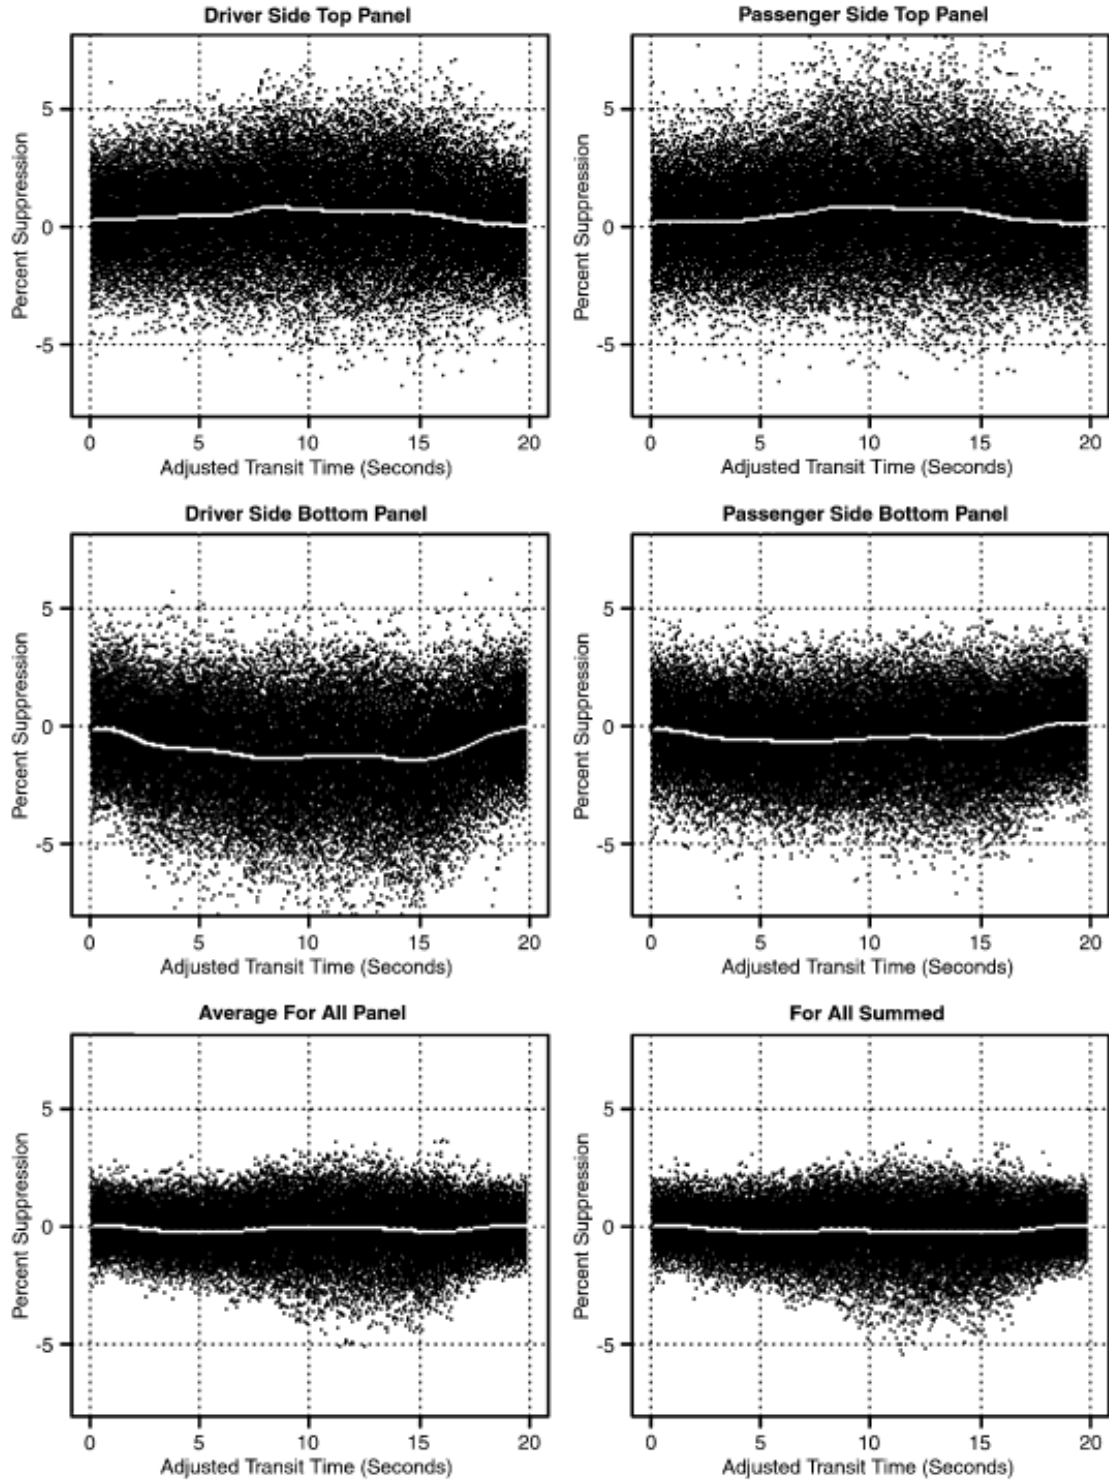 Driver Side Top Panel
Percent Suppression
5
0
-5
0 5 10 15 20
Adjusted Transit Time (Seconds)
Passenger Side Top Panel
Percent Suppression
5
0
-5
0 5 10 15 20
Adjusted Transit Time (Seconds)
Driver Side Bottom Panel
Percent Suppression
5
0
-5
0 5 10 15 20
Adjusted Transit Time (Seconds)
Passenger Side Bottom Panel
Percent Suppression
5
0
-5
0 5 10 15 20
Adjusted Transit Time (Seconds)
Average For All Panel
Percent Suppression
5
0
-5
0 5 10 15 20
Adjusted Transit Time (Seconds)
For All Summed
Percent Suppression
5
0
-5
0 5 10 15 20
Adjusted Transit Time (Seconds)